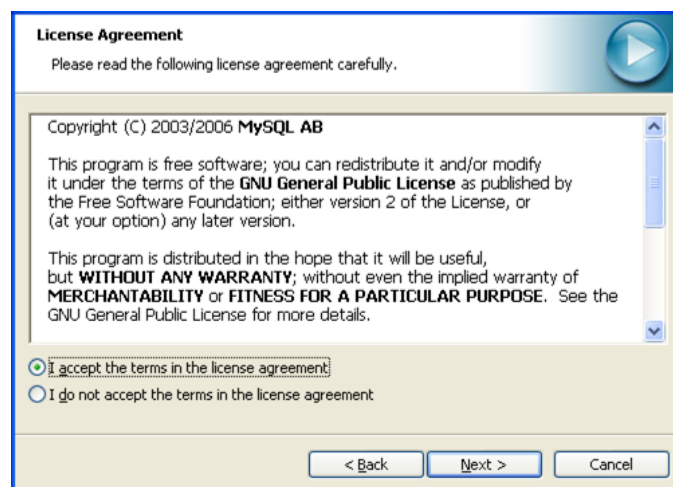 License Agreement
Please read the following license agreement carefully.
Copyright (C) 2003/2006 MySQL AB
This program is free software; you can redistribute it and/or modify
it under the terms of the GNU General Public License as published by
the Free Software Foundation; either version 2 of the License, or
(at your option) any later version.
This program is distributed in the hope that it will be useful,
but WITHOUT ANY WARRANTY; without even the implied warranty of
MERCHANTABILITY or FITNESS FOR A PARTICULAR PURPOSE.  See the
GNU General Public License for more details.
I accept the terms in the license agreement
I do not accept the terms in the license agreement
< Back Next > Cancel